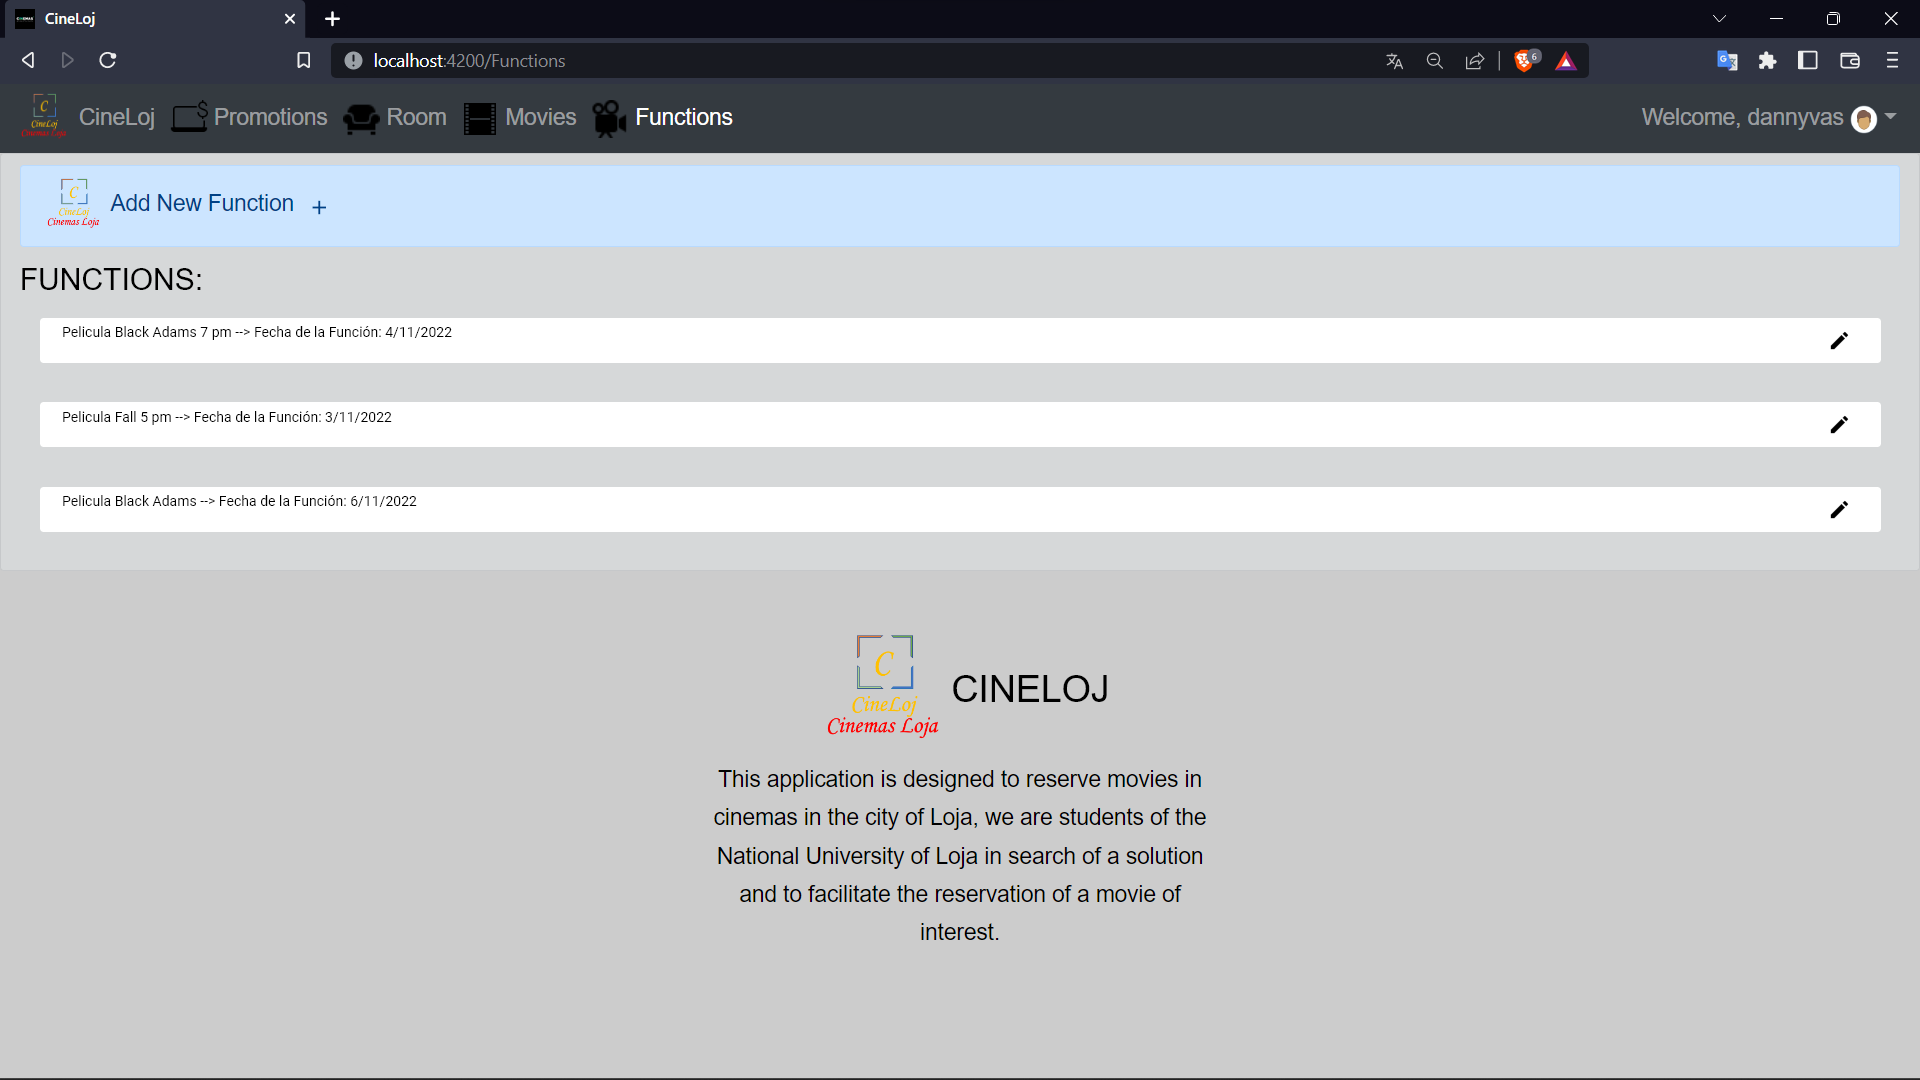 CineLoj
localhost:4200/Functions
6
C
CineLoj
CineLoj Promotions Room Movies Functions
Welcome, dannyvas
C
CineLoj
Cinemas Loja
Add New Function +
FUNCTIONS:
Pelicula Black Adams 7 pm --> Fecha de la Función: 4/11/2022
Pelicula Fall 5 pm --> Fecha de la Función: 3/11/2022
Pelicula Black Adams --> Fecha de la Función: 6/11/2022
C
CineLoj
Cinemas Loja
CINELOJ
This application is designed to reserve movies in
cinemas in the city of Loja, we are students of the
National University of Loja in search of a solution
and to facilitate the reservation of a movie of
interest.